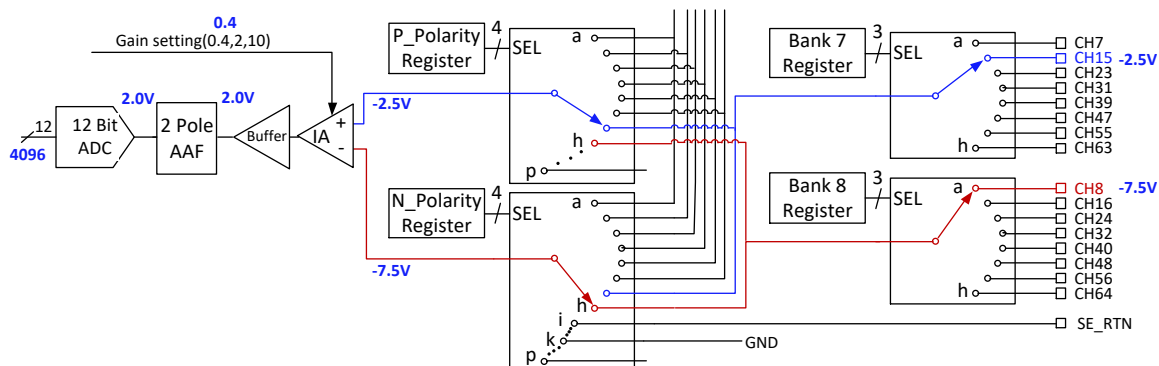 0.4
Gain setting(0.4,2,10)
2.0V
2.0V
12
12 Bit
ADC
4096
2 Pole
AAF
Buffer
IA
+
-
-2.5V
-7.5V
P_Polarity
Register
4
SEL
a
h
p
N_Polarity
Register
4
SEL
a
h
i
k
p
GND
Bank 7
Register
3
SEL
a
h
CH7
CH15
-2.5V
CH23
CH31
CH39
CH47
CH55
CH63
Bank 8
Register
3
SEL
a
h
CH8
-7.5V
CH16
CH24
CH32
CH40
CH48
CH56
CH64
SE_RTN